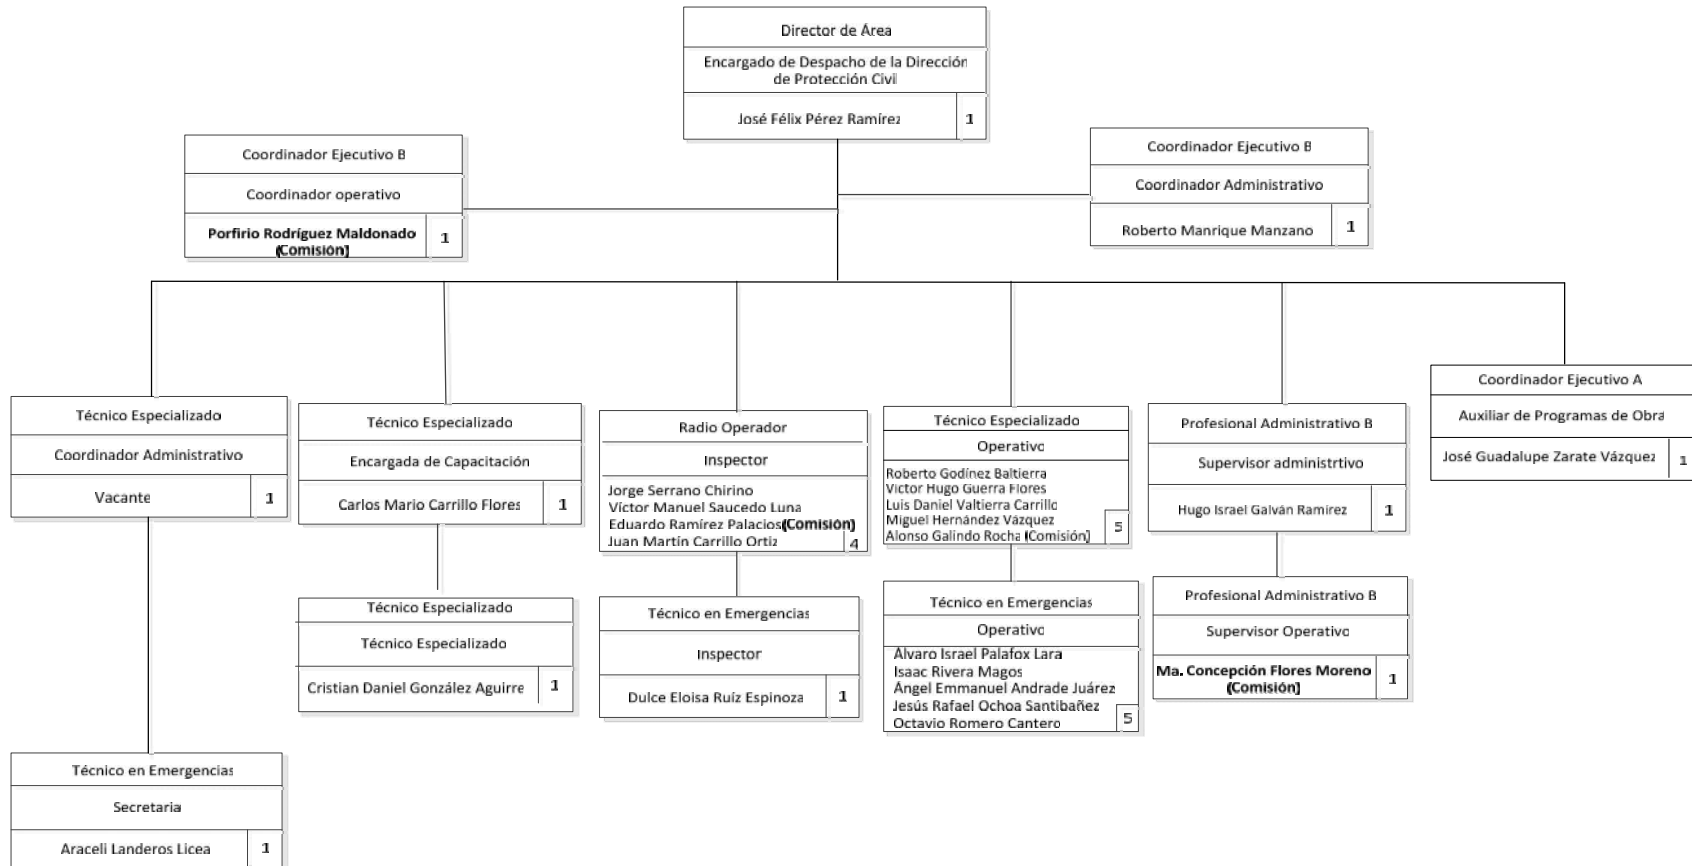 Director de Área
Encargado de Despacho de la Dirección
de Protección Civil
José Félix Pérez Ramírez
1
Coordinador Ejecutivo B
Coordinador operativo
Porfirio Rodríguez Maldonado
(Comisión)
1
Coordinador Ejecutivo B
Coordinador Administrativo
Roberto Manrique Manzano
1
Técnico Especializado
Coordinador Administrativo
Vacante
1
Técnico Especializado
Encargada de Capacitación
Carlos Mario Carrillo Flores
1
Radio Operador
Inspector
Jorge Serrano Chirino
Víctor Manuel Saucedo Luna
Eduardo Ramírez Palacios(Comisión)
Juan Martín Carrillo Ortiz
4
Técnico Especializado
Operativo
Roberto Godínez Baltierra
Victor Hugo Guerra Flores
Luis Daniel Valtierra Carrillo
Miguel Hernández Vázquez
Alonso Galindo Rocha (Comisión)
5
Profesional Administrativo B
Supervisor administrtivo
Hugo Israel Galván Ramírez
1
Coordinador Ejecutivo A
Auxiliar de Programas de Obra
José Guadalupe Zarate Vázquez
1
Técnico Especializado
Técnico Especializado
Cristian Daniel González Aguirre
1
Técnico en Emergencias
Inspector
Dulce Eloisa Ruíz Espinoza
1
Técnico en Emergencias
Operativo
Álvaro Israel Palafox Lara
Isaac Rivera Magos
Ángel Emmanuel Andrade Juárez
Jesús Rafael Ochoa Santibañez
Octavio Romero Cantero
5
Profesional Administrativo B
Supervisor Operativo
Ma. Concepción Flores Moreno
(Comisión)
1
Técnico en Emergencias
Secretaria
Araceli Landeros Licea
1